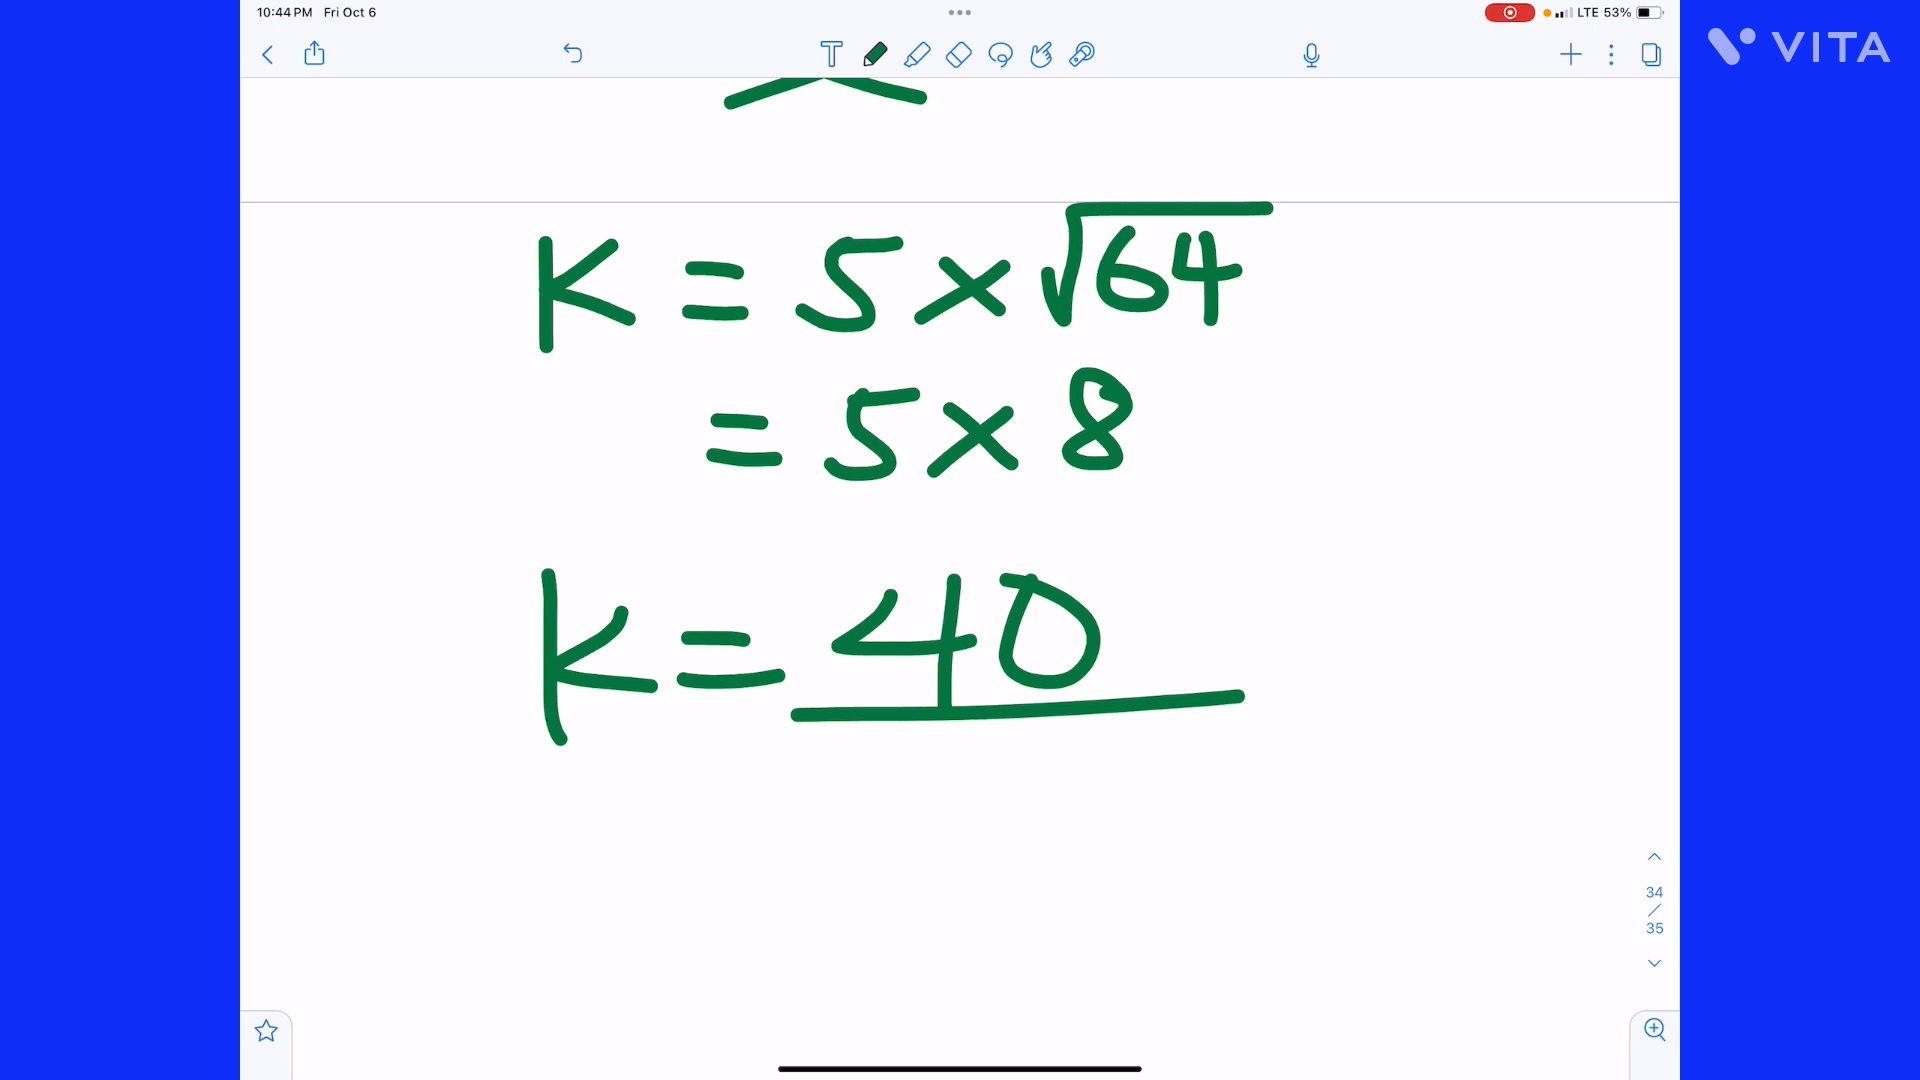 10:44 PM Fri Oct 6
LTE 53%
VITA
K = 5 × √64
= 5 × 8
K = 40
34
/
35